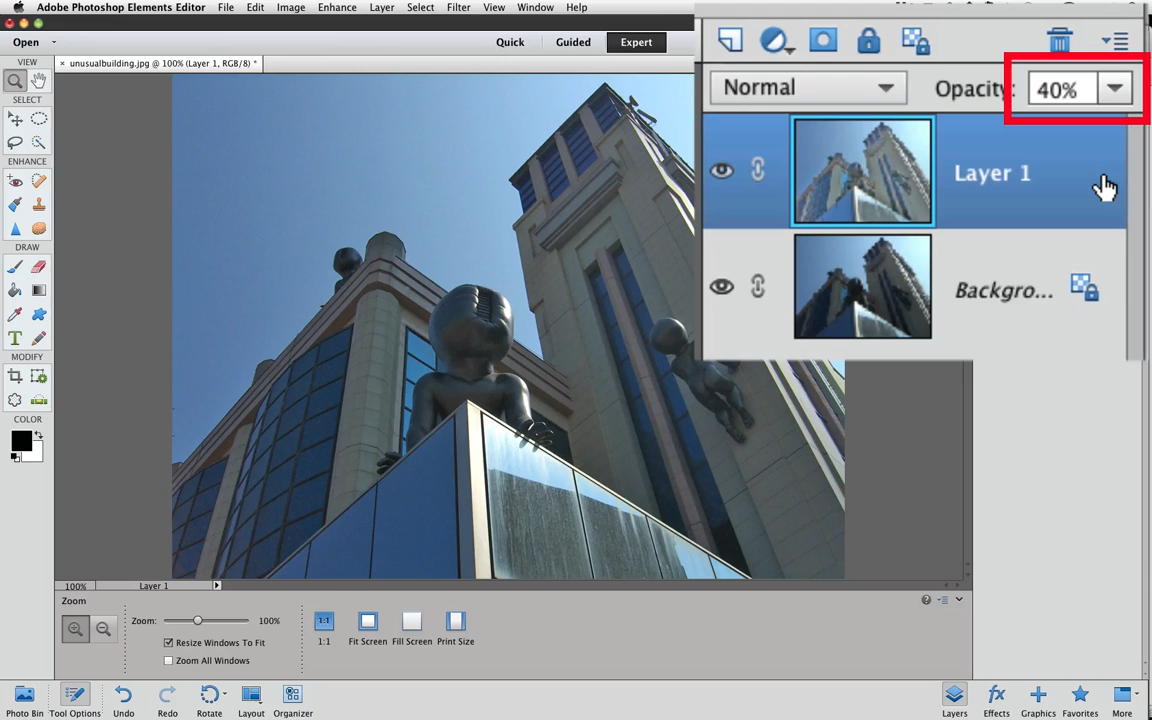 Adobe Photoshop Elements Editor File Edit Image Enhance Layer Select Filter View Window Help
Open Quick Guided Expert
VIEW
× unusualbuilding.jpg @ 100% (Layer 1, RGB/8) *
SELECT
ENHANCE
DRAW
T
MODIFY
COLOR
Normal Opacity: 40%
Layer 1
Backgro...
100% Layer 1
Zoom
Zoom: 100%
Resize Windows To Fit
Zoom All Windows
1:1
1:1 Fit Screen Fill Screen Print Size
fx
Photo Bin Tool Options Undo Redo Rotate Layout Organizer Layers Effects Graphics Favorites More